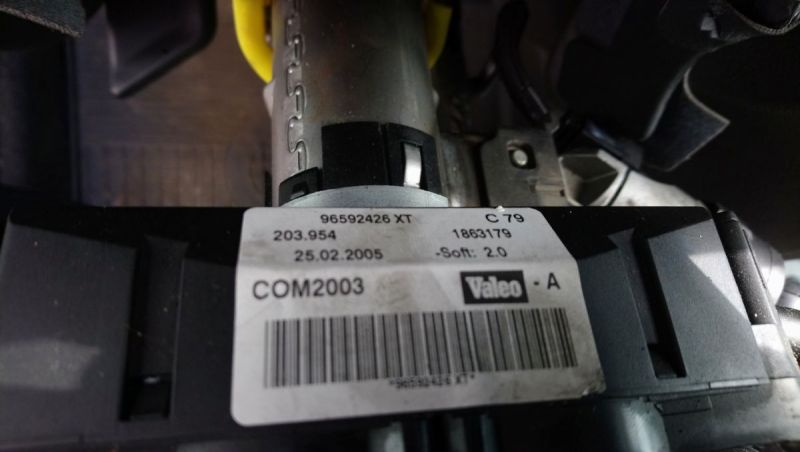 96592426 XT C 79
203.954 1863179
25.02.2005 -Soft: 2.0
COM2003 Valeo - A
*96592426 XT*